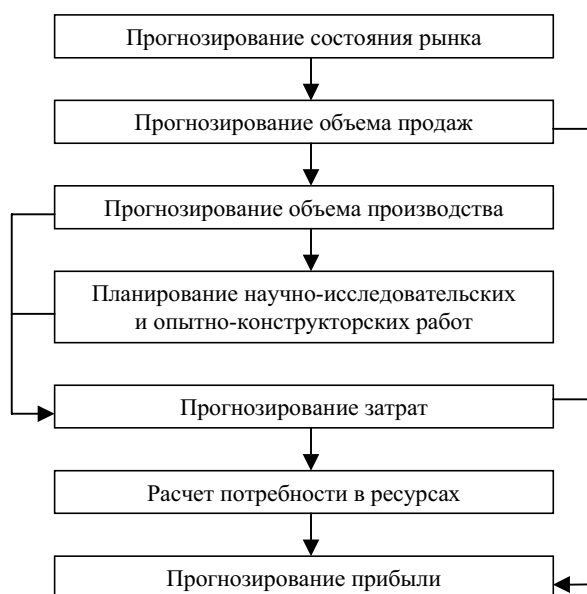 Прогнозирование состояния рынка
Прогнозирование объема продаж
Прогнозирование объема производства
Планирование научно-исследовательских
и опытно-конструкторских работ
Прогнозирование затрат
Расчет потребности в ресурсах
Прогнозирование прибыли